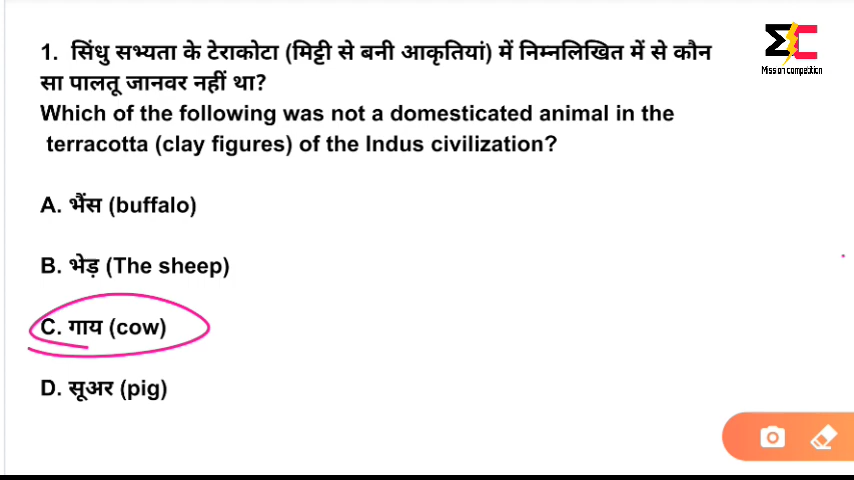 1. सिंधु सभ्यता के टेराकोटा (मिट्टी से बनी आकृतियां) में निम्नलिखित में से कौन
सा पालतू जानवर नहीं था?
Which of the following was not a domesticated animal in the
terracotta (clay figures) of the Indus civilization?
A. भैंस (buffalo)
B. भेड़ (The sheep)
C. गाय (cow)
D. सूअर (pig)
Mission competition